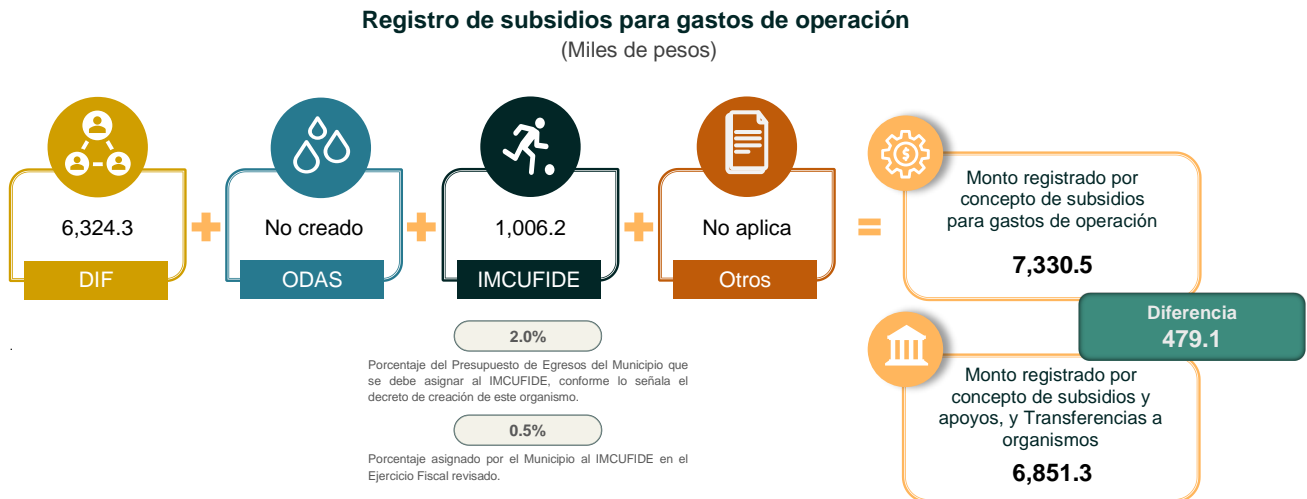 Registro de subsidios para gastos de operación
(Miles de pesos)
6,324.3
DIF
No creado
ODAS
1,006.2
IMCUFIDE
No aplica
Otros
Monto registrado por
concepto de subsidios
para gastos de operación
7,330.5
Diferencia
479.1
Monto registrado por
concepto de subsidios y
apoyos, y Transferencias a
organismos
6,851.3
2.0%
Porcentaje del Presupuesto de Egresos del Municipio que
se debe asignar al IMCUFIDE, conforme lo señala el
decreto de creación de este organismo.
0.5%
Porcentaje asignado por el Municipio al IMCUFIDE en el
Ejercicio Fiscal revisado.